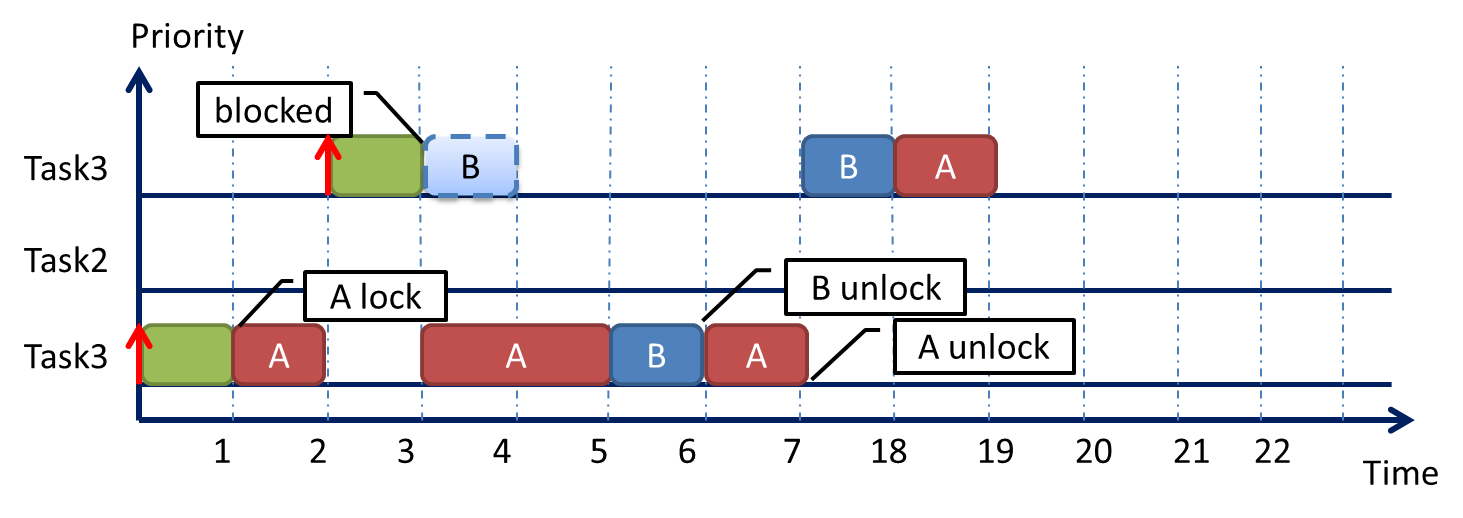 Priority
blocked
Task3
B
B
A
Task2
A lock
B unlock
A unlock
Task3
A
A
B
A
1 2 3 4 5 6 7 18 19 20 21 22
Time